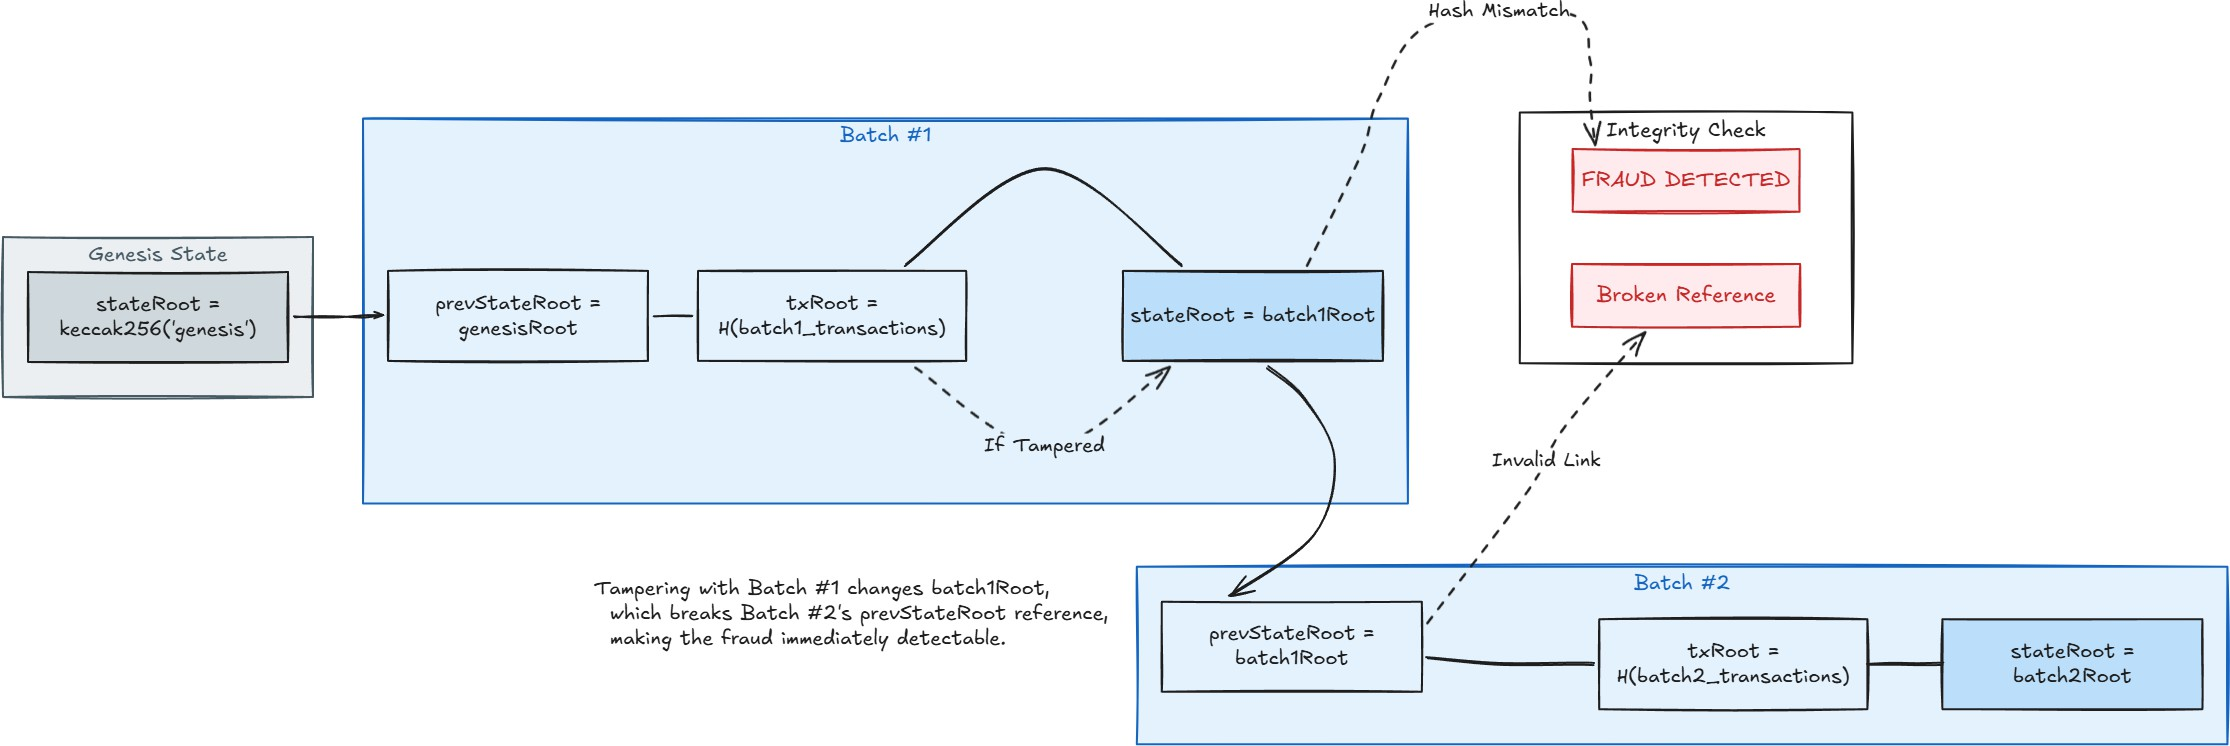 Hash Mismatch
Integrity Check
FRAUD DETECTED
Broken Reference
Batch #1
Genesis State
stateRoot =
keccak256('genesis')
prevStateRoot =
genesisRoot
txRoot =
H(batch1_transactions)
stateRoot = batch1Root
If Tampered
Invalid Link
Tampering with Batch #1 changes batch1Root,
which breaks Batch #2's prevStateRoot reference,
making the fraud immediately detectable.
Batch #2
prevStateRoot =
batch1Root
txRoot =
H(batch2_transactions)
stateRoot =
batch2Root